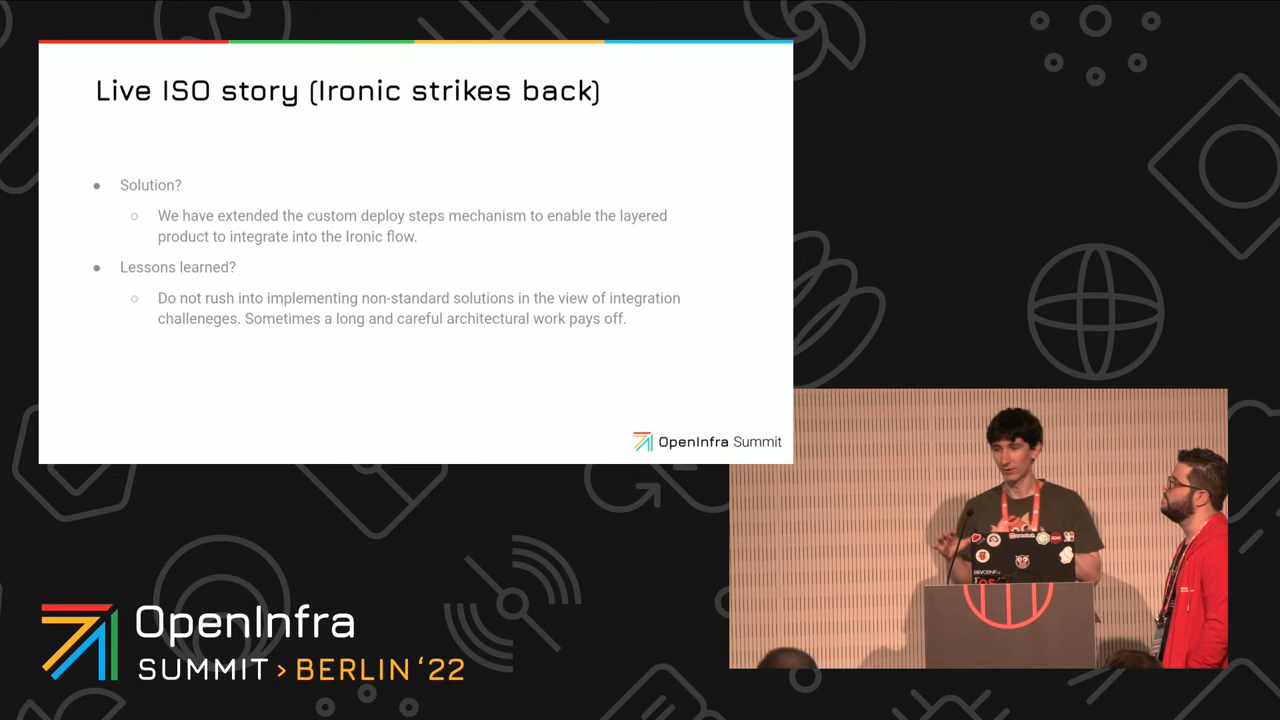 Live ISO story (Ironic strikes back)
● Solution?
○ We have extended the custom deploy steps mechanism to enable the layered
product to integrate into the Ironic flow.
● Lessons learned?
○ Do not rush into implementing non-standard solutions in the view of integration
challeneges. Sometimes a long and careful architectural work pays off.
OpenInfra Summit
OpenInfra
SUMMIT > BERLIN ‘22